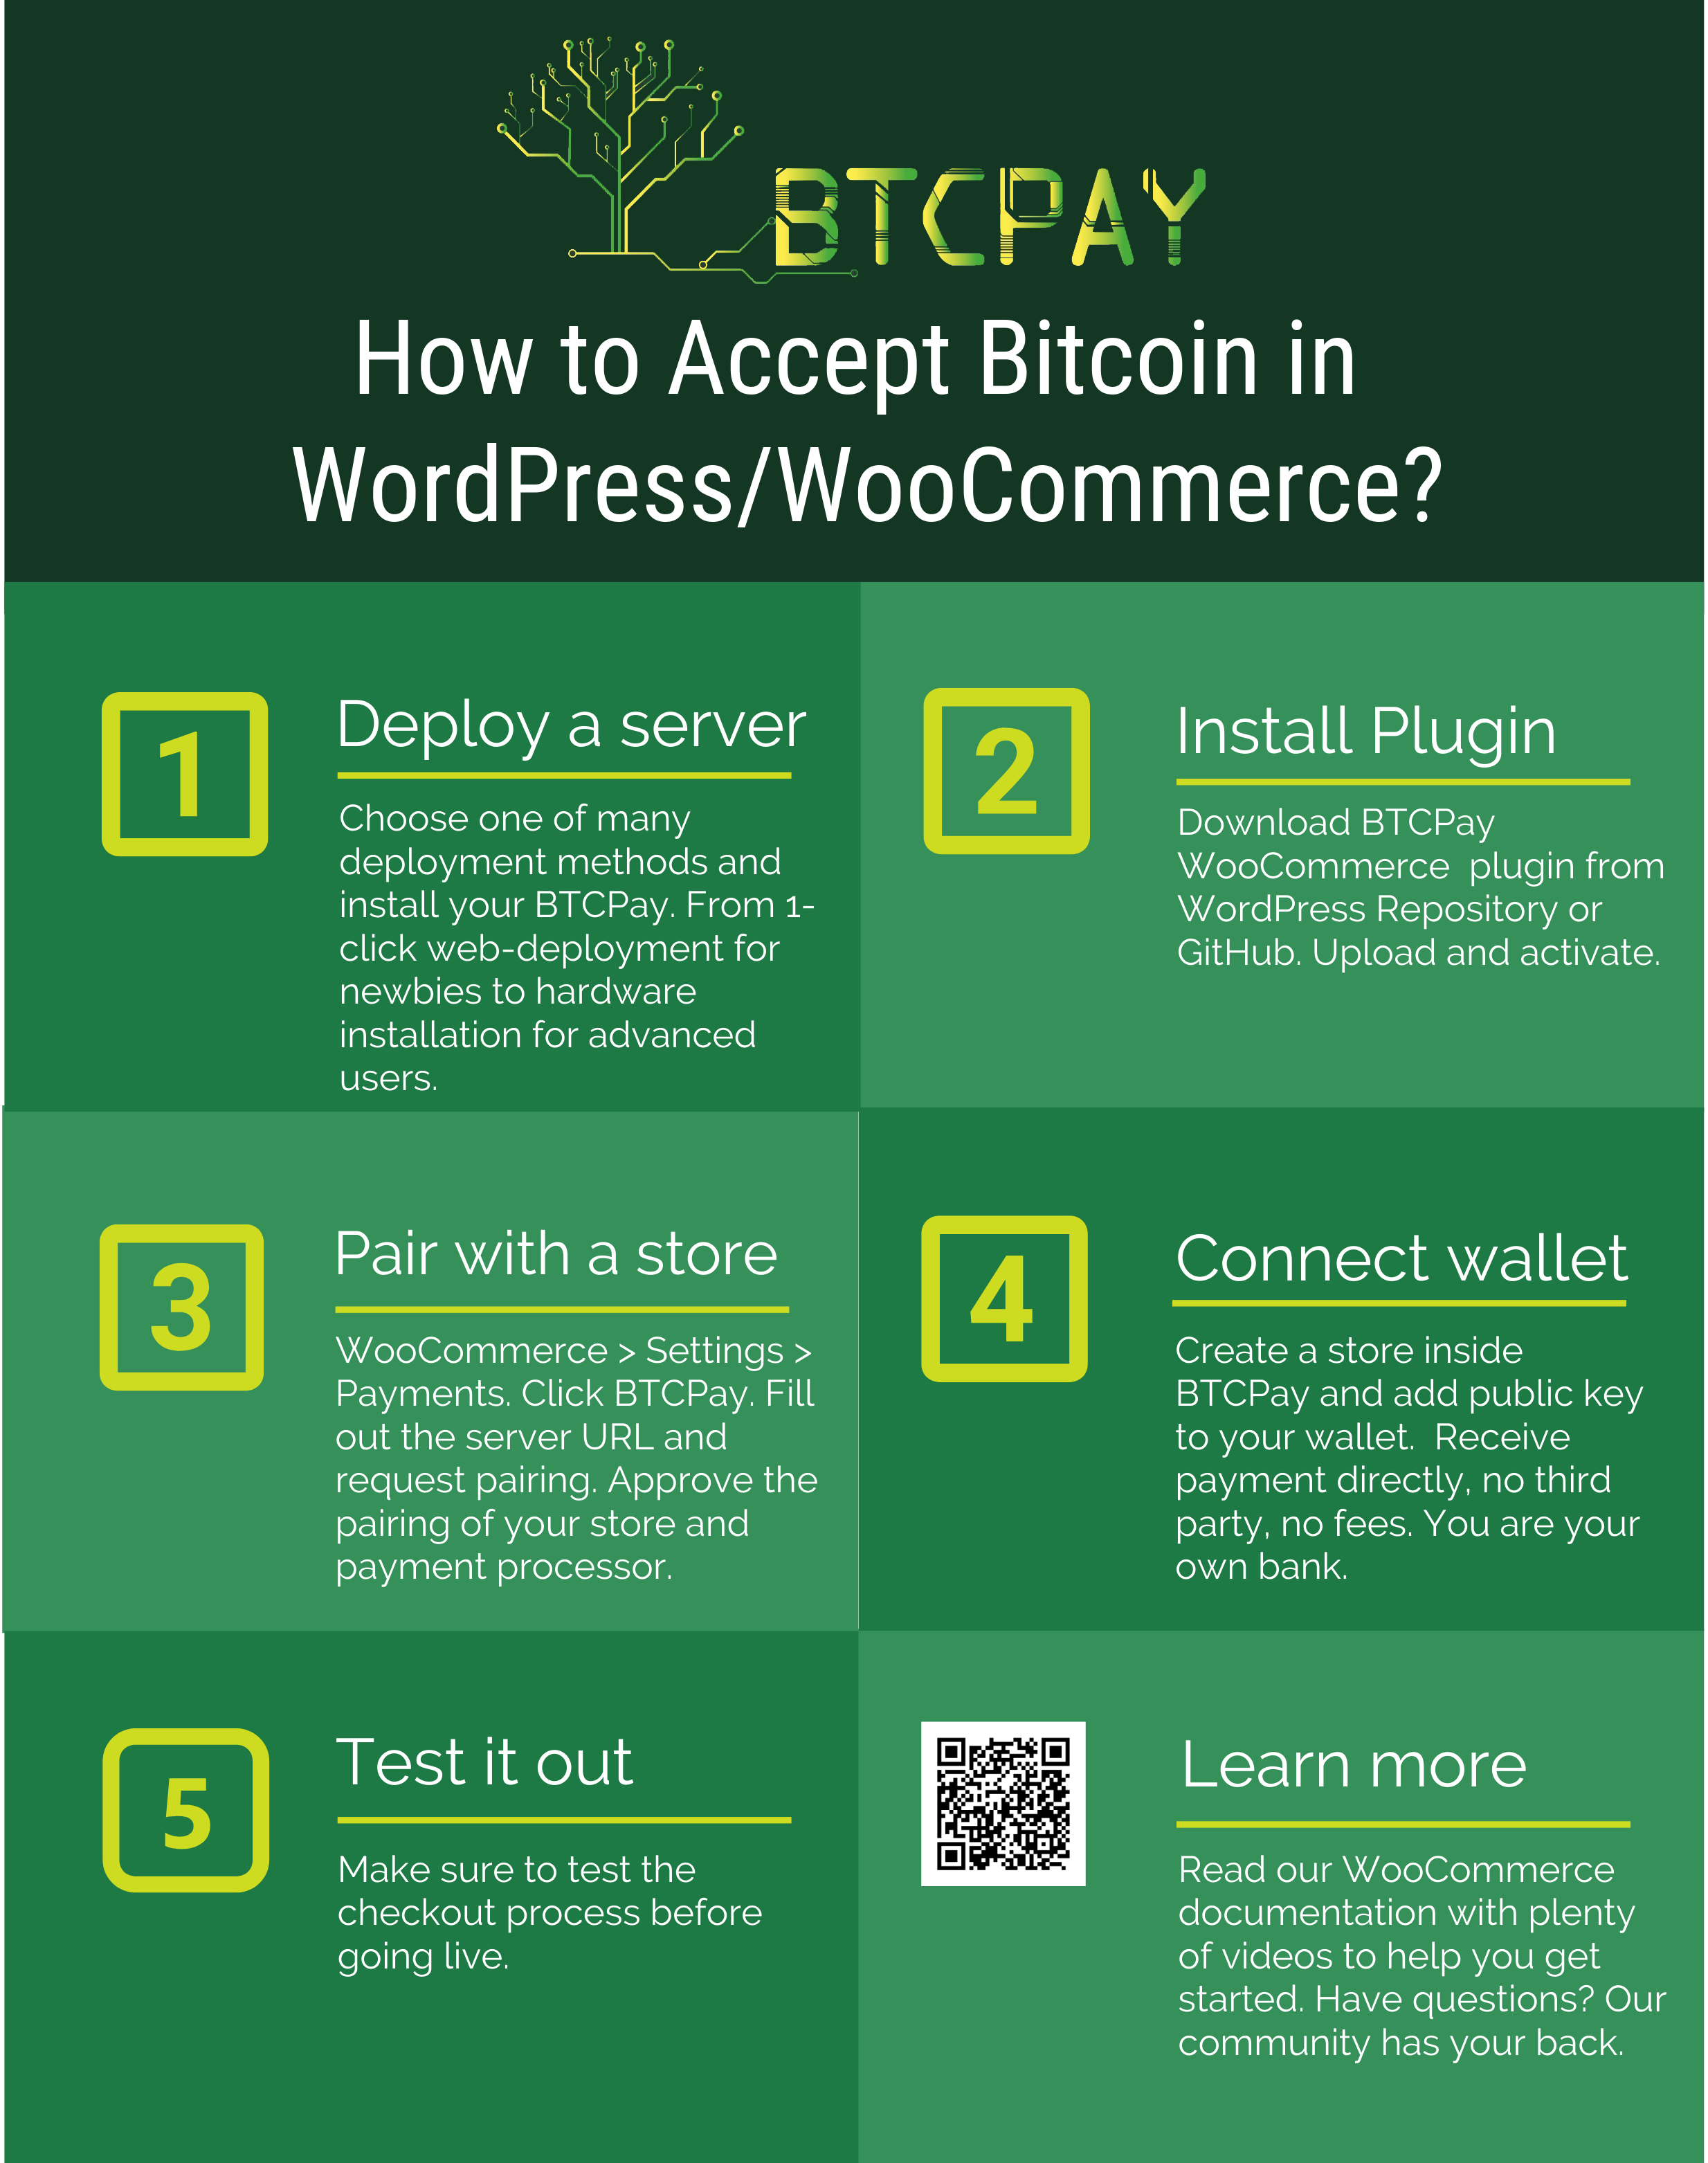 BTCPAY
How to Accept Bitcoin in
WordPress/WooCommerce?
1
Deploy a server
Choose one of many
deployment methods and
install your BTCPay. From 1-
click web-deployment for
newbies to hardware
installation for advanced
users.
2
Install Plugin
Download BTCPay
WooCommerce  plugin from
WordPress Repository or
GitHub. Upload and activate.
3
Pair with a store
WooCommerce > Settings >
Payments. Click BTCPay. Fill
out the server URL and
request pairing. Approve the
pairing of your store and
payment processor.
4
Connect wallet
Create a store inside
BTCPay and add public key
to your wallet.  Receive
payment directly, no third
party, no fees. You are your
own bank.
5
Test it out
Make sure to test the
checkout process before
going live.
Learn more
Read our WooCommerce
documentation with plenty
of videos to help you get
started. Have questions? Our
community has your back.